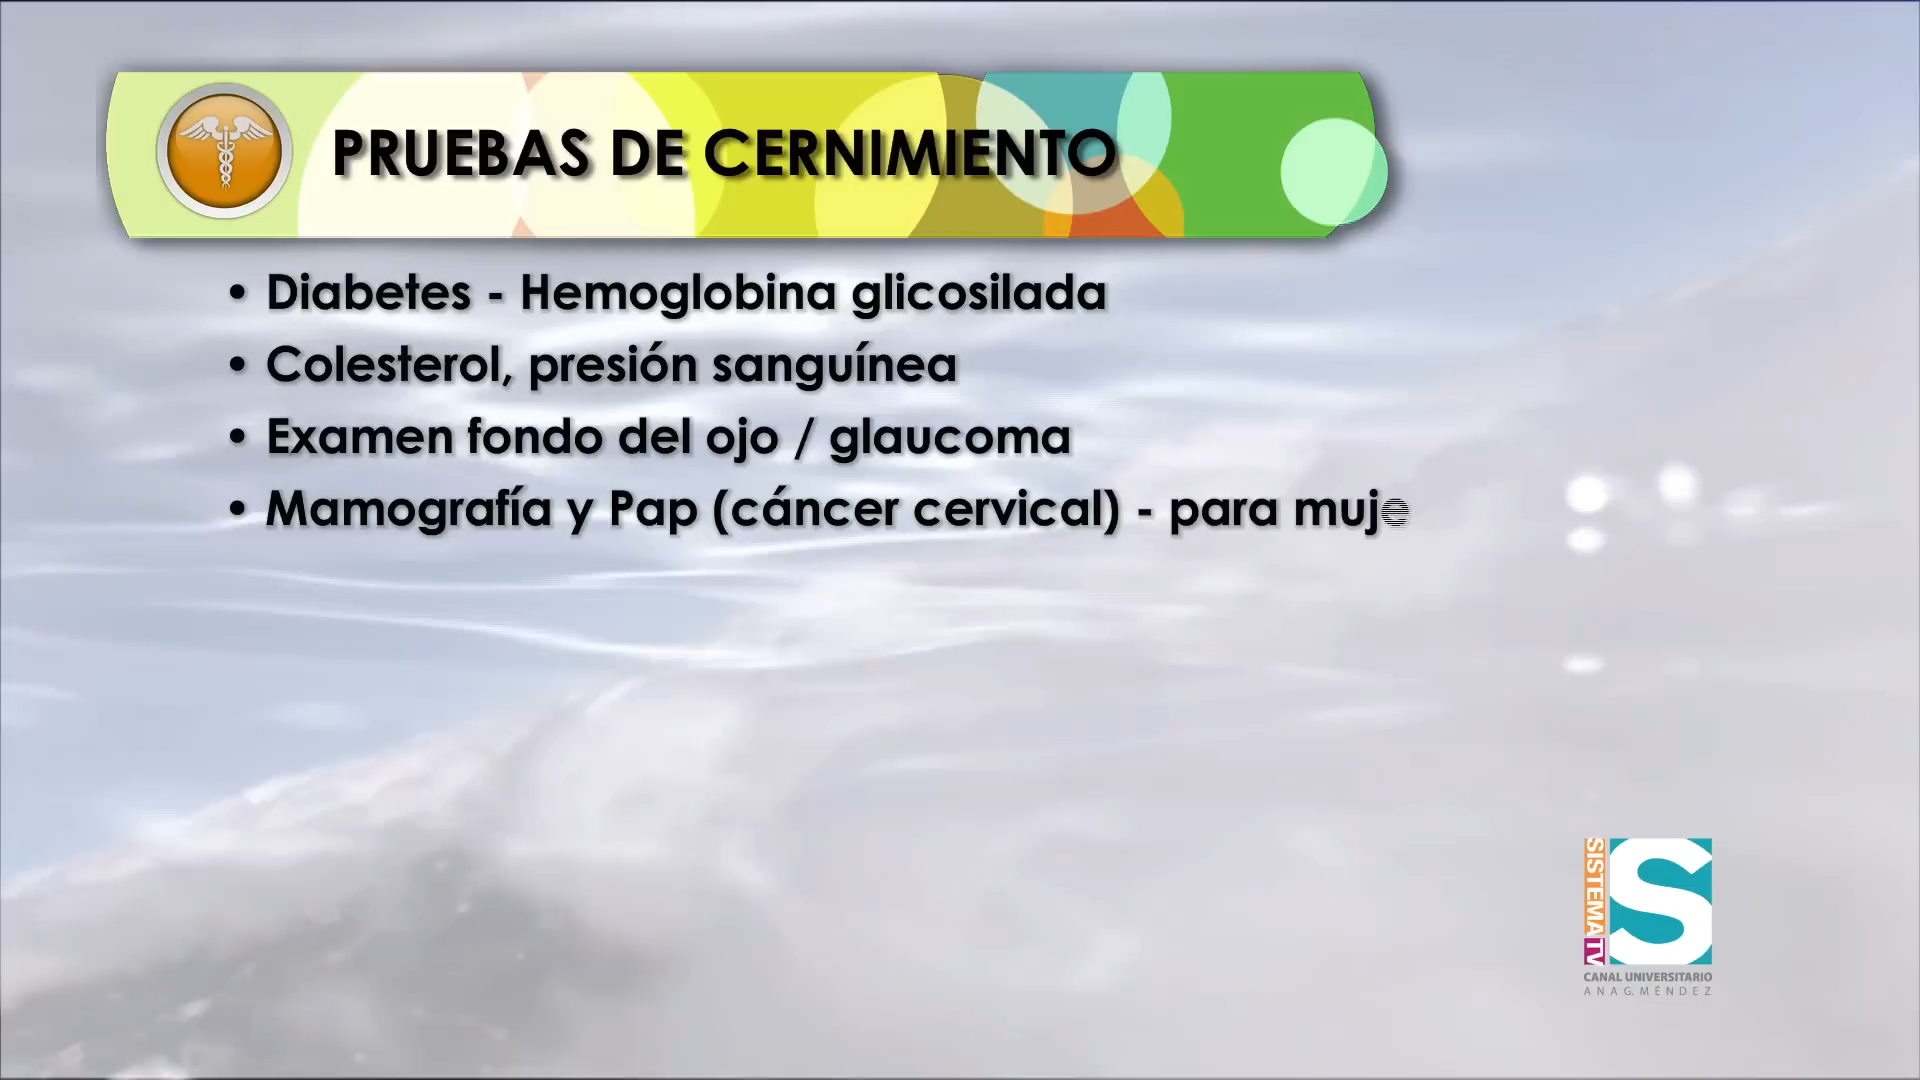 PRUEBAS DE CERNIMIENTO
• Diabetes - Hemoglobina glicosilada
• Colesterol, presión sanguínea
• Examen fondo del ojo / glaucoma
• Mamografía y Pap (cáncer cervical) - para muje
SISTEMA TV
S
CANAL UNIVERSITARIO
ANA G. MÉNDEZ